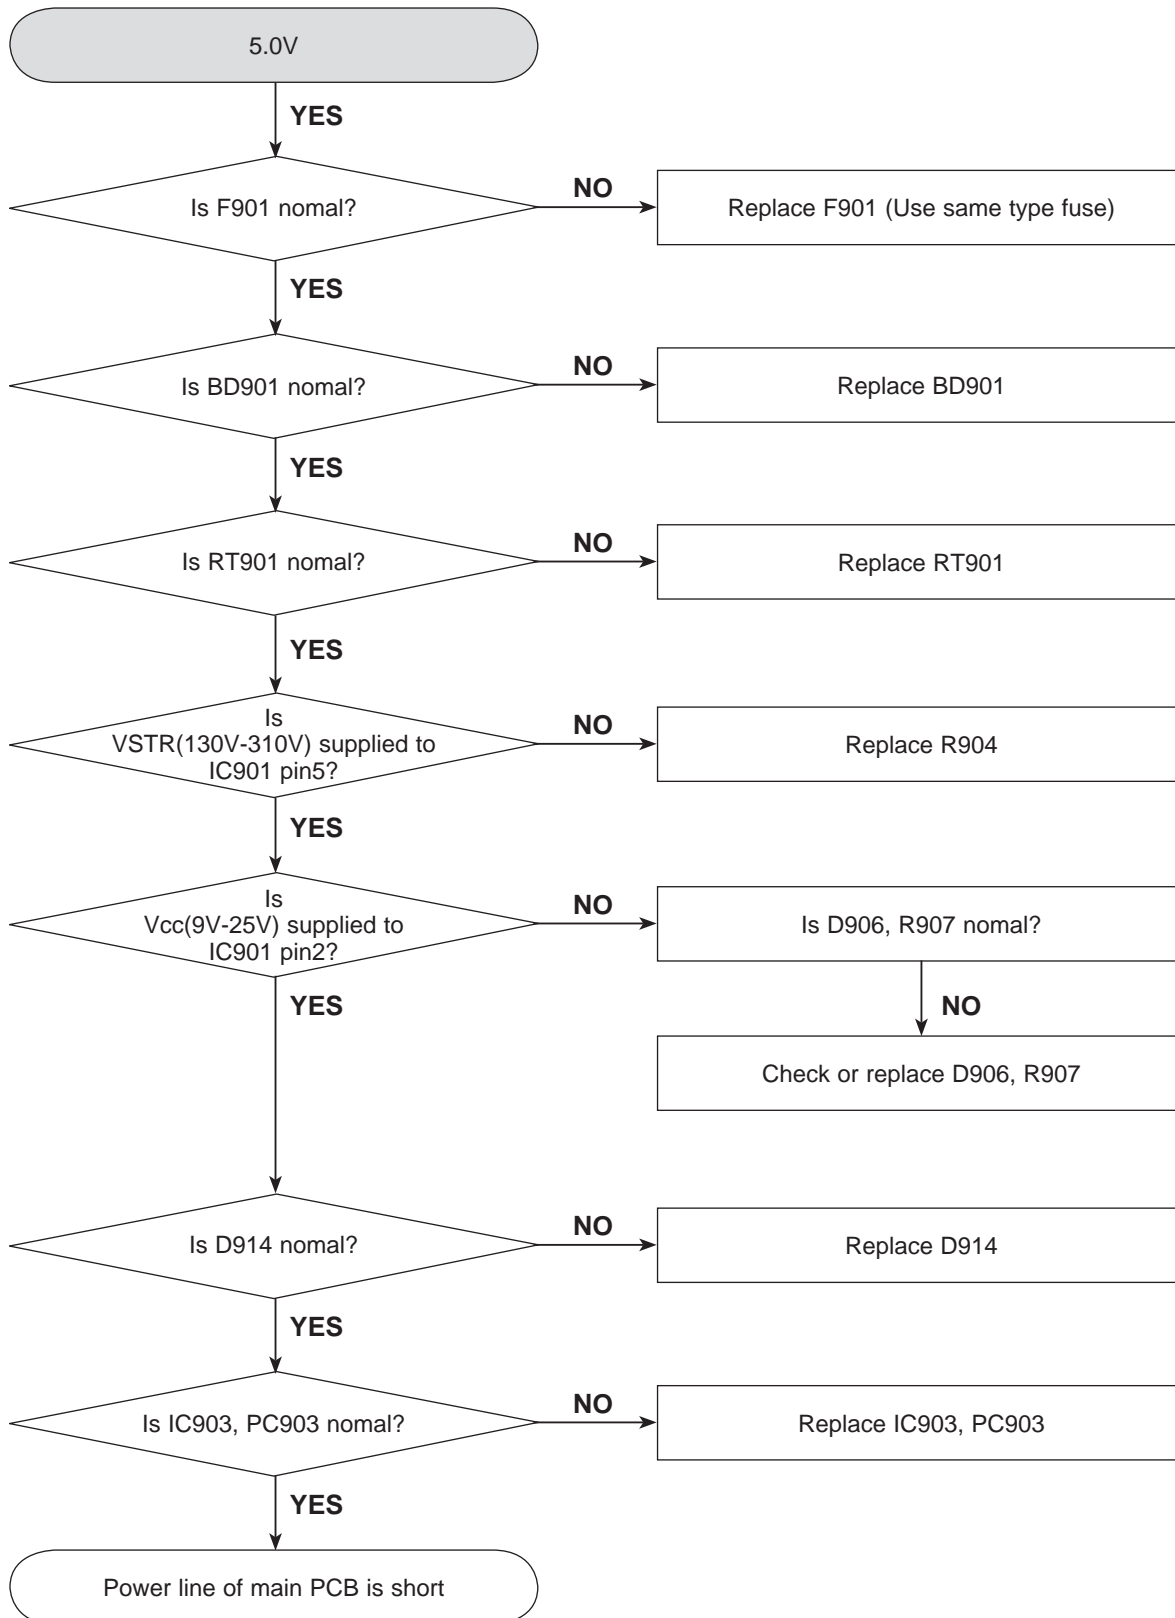 5.0V
YES
Is F901 nomal?
NO
Replace F901 (Use same type fuse)
YES
Is BD901 nomal?
NO
Replace BD901
YES
Is RT901 nomal?
NO
Replace RT901
YES
Is
VSTR(130V-310V) supplied to
IC901 pin5?
NO
Replace R904
YES
Is
Vcc(9V-25V) supplied to
IC901 pin2?
NO
Is D906, R907 nomal?
YES
NO
Check or replace D906, R907
Is D914 nomal?
NO
Replace D914
YES
Is IC903, PC903 nomal?
NO
Replace IC903, PC903
YES
Power line of main PCB is short